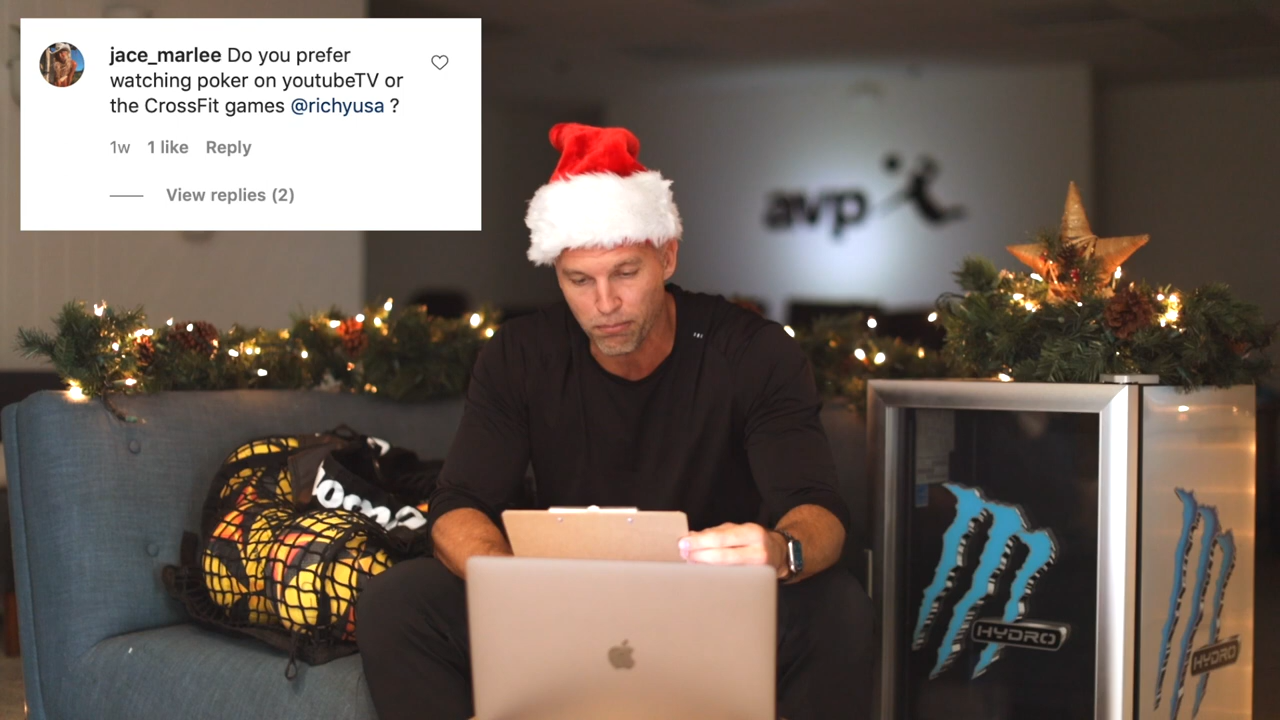 jace_marlee Do you prefer
watching poker on youtubeTV or
the CrossFit games @richyusa ?
1w 1 like Reply
View replies (2)
avp
HYDRO
HYDRO